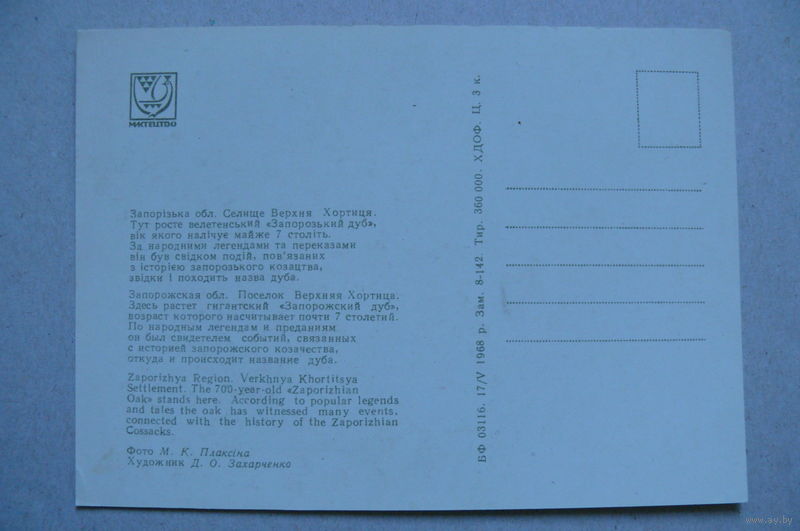 МИСТЕЦТВО
Запорізька обл. Селище Верхня Хортиця.
Тут росте велетенський «Запорозький дуб»,
вік якого налічує майже 7 століть.
За народними легендами та переказами
він був свідком подій, пов'язаних
з історією запорозького козацтва,
звідки і походить назва дуба.
Запорожская обл. Поселок Верхняя Хортица.
Здесь растет гигантский «Запорожский дуб»,
возраст которого насчитывает почти 7 столетий.
По народным легендам и преданиям
он был свидетелем событий, связанных
с историей запорожского козачества,
откуда и происходит название дуба.
Zaporizhya Region. Verkhnya Khortitsya
Settlement. The 700-year-old «Zaporizhian
Oak» stands here. According to popular legends
and tales the oak has witnessed many events,
connected with the history of the Zaporizhian
Cossacks.
Фото М. К. Плаксіна
Художник Д. О. Захарченко
БФ 03116. 17/V 1968 р. Зам. 8-142. Тир. 360 000. ХДОФ. Ц. 3 к.
www.ay.by